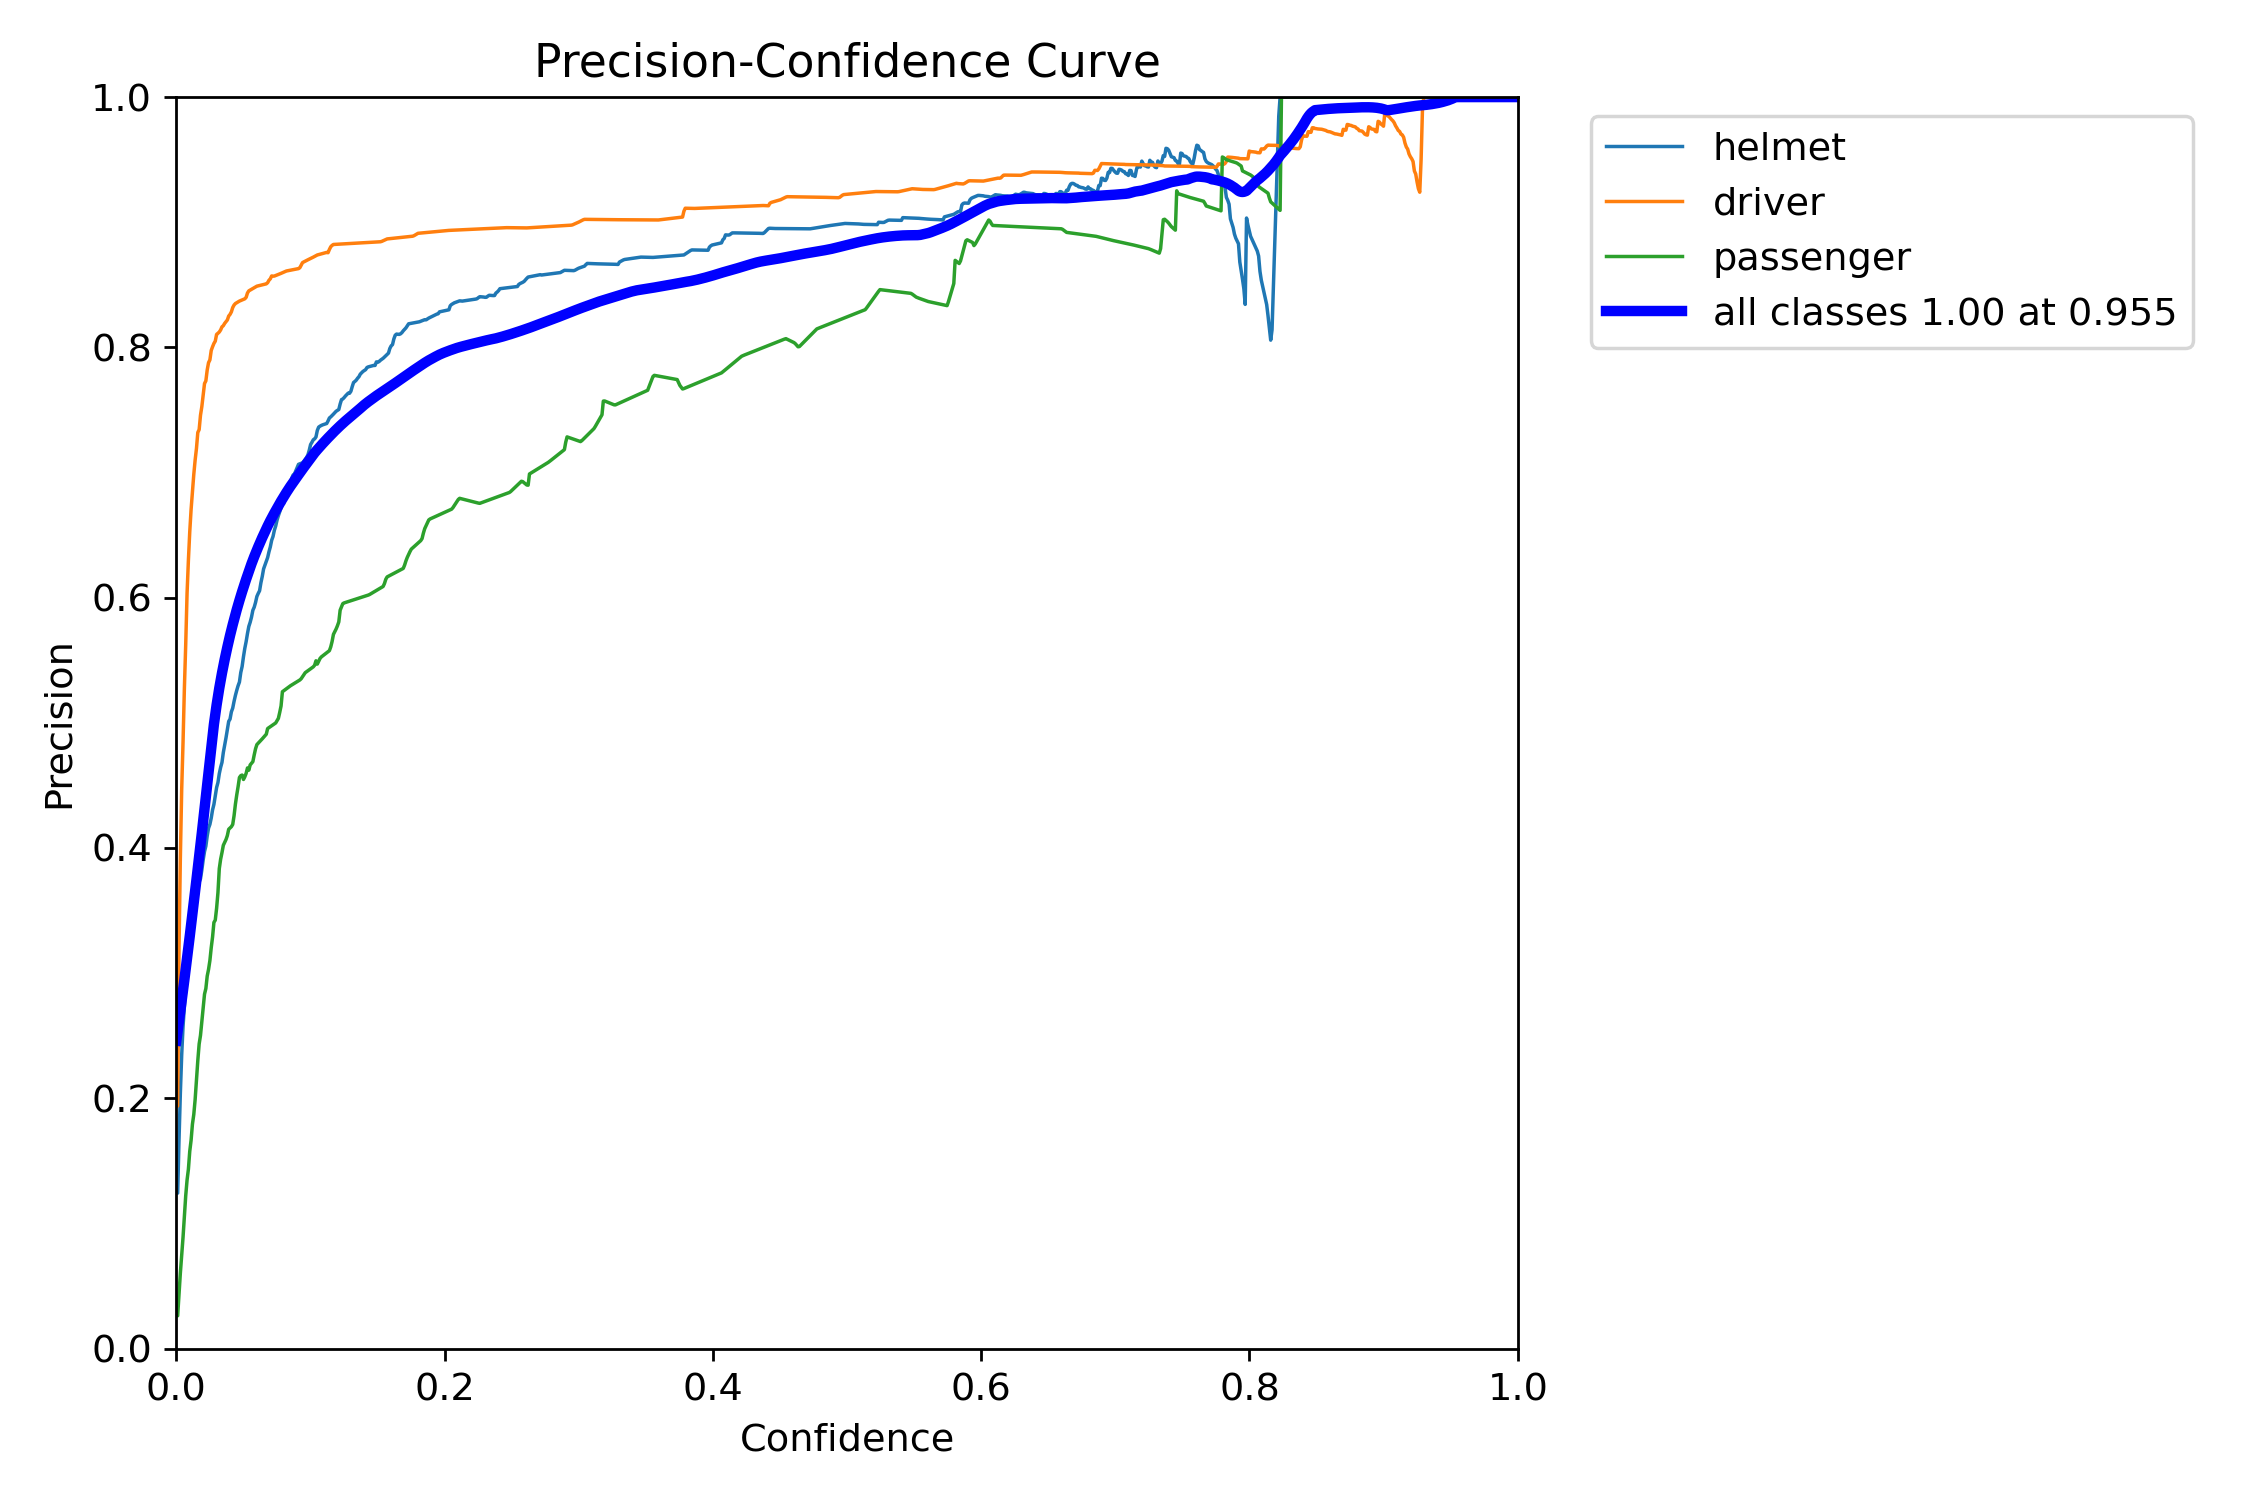 Precision-Confidence Curve
1.0
0.8
0.6
0.4
0.2
0.0
Precision
0.0 0.2 0.4 0.6 0.8 1.0
Confidence
helmet
driver
passenger
all classes 1.00 at 0.955